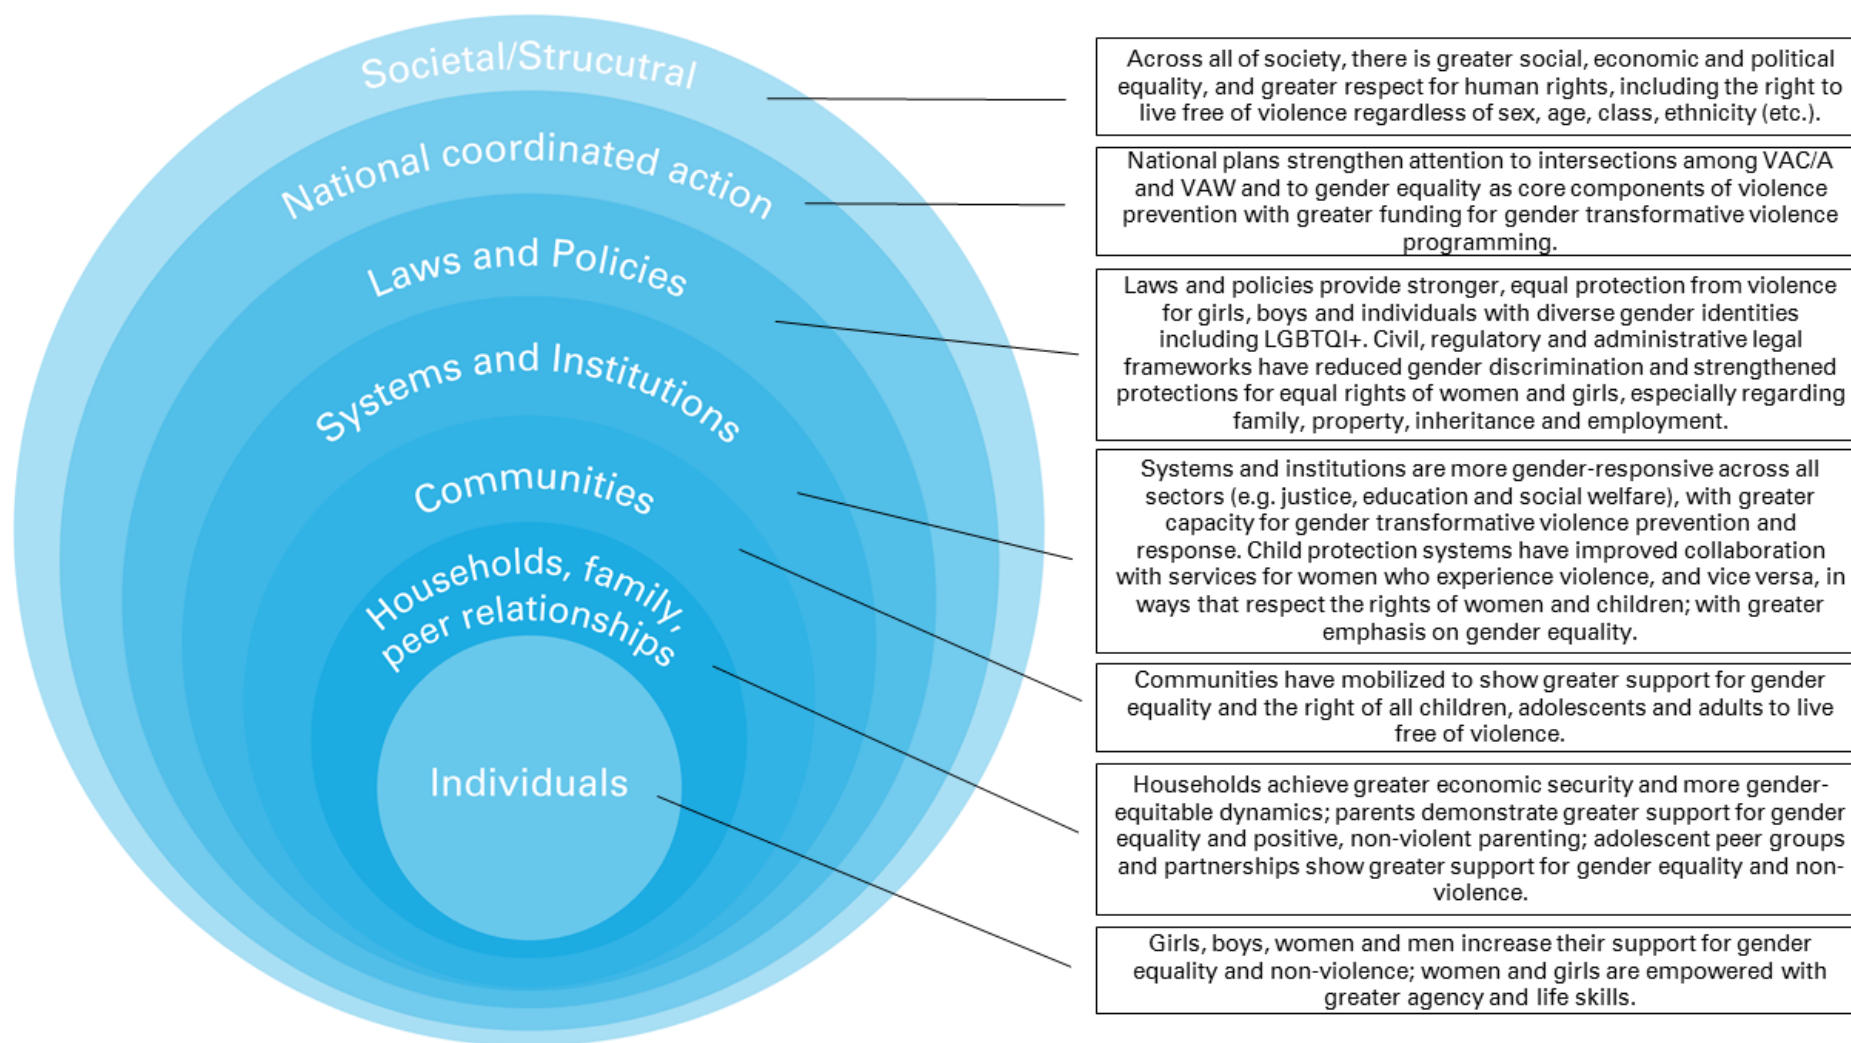 Societal/Strucutral
National coordinated action
Laws and Policies
Systems and Institutions
Communities
Households, family,
peer relationships
Individuals
Across all of society, there is greater social, economic and political
equality, and greater respect for human rights, including the right to
live free of violence regardless of sex, age, class, ethnicity (etc.).
National plans strengthen attention to intersections among VAC/A
and VAW and to gender equality as core components of violence
prevention with greater funding for gender transformative violence
programming.
Laws and policies provide stronger, equal protection from violence
for girls, boys and individuals with diverse gender identities
including LGBTQI+. Civil, regulatory and administrative legal
frameworks have reduced gender discrimination and strengthened
protections for equal rights of women and girls, especially regarding
family, property, inheritance and employment.
Systems and institutions are more gender-responsive across all
sectors (e.g. justice, education and social welfare), with greater
capacity for gender transformative violence prevention and
response. Child protection systems have improved collaboration
with services for women who experience violence, and vice versa, in
ways that respect the rights of women and children; with greater
emphasis on gender equality.
Communities have mobilized to show greater support for gender
equality and the right of all children, adolescents and adults to live
free of violence.
Households achieve greater economic security and more gender-
equitable dynamics; parents demonstrate greater support for gender
equality and positive, non-violent parenting; adolescent peer groups
and partnerships show greater support for gender equality and non-
violence.
Girls, boys, women and men increase their support for gender
equality and non-violence; women and girls are empowered with
greater agency and life skills.